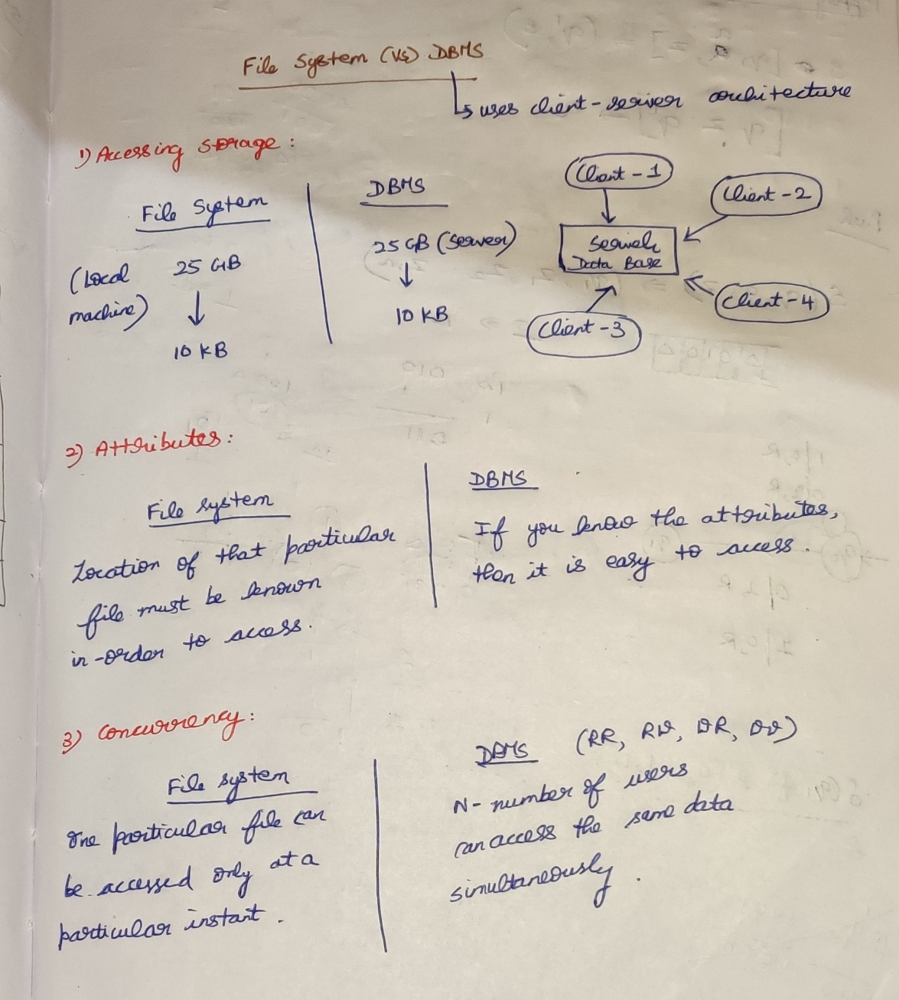 File System (Vs) DBMS
↳ uses client-server architecture
1) Accessing storage:
File System
(Local machine)
25 GB
↓
10 KB
DBMS
25 GB (Server)
↓
10 KB
Client - 1
Client - 2
Data Base
Client - 4
Client - 3
2) Attributes:
File system
Location of that particular
file must be known
in-order to access.
DBMS
If you know the attributes,
then it is easy to access.
3) Concurrency:
File system
One particular file can
be accessed only at a
particular instant.
DBMS (RR, RW, WR, WW)
N- number of users
can access the same data
simultaneously.